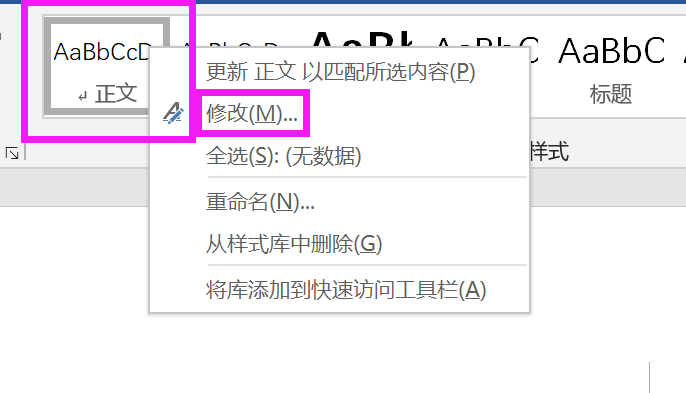 AaBbCcD
AaBbC
正文
标题
更新 正文 以匹配所选内容(P)
修改(M)...
全选(S): (无数据)
样式
重命名(N)...
从样式库中删除(G)
将库添加到快速访问工具栏(A)